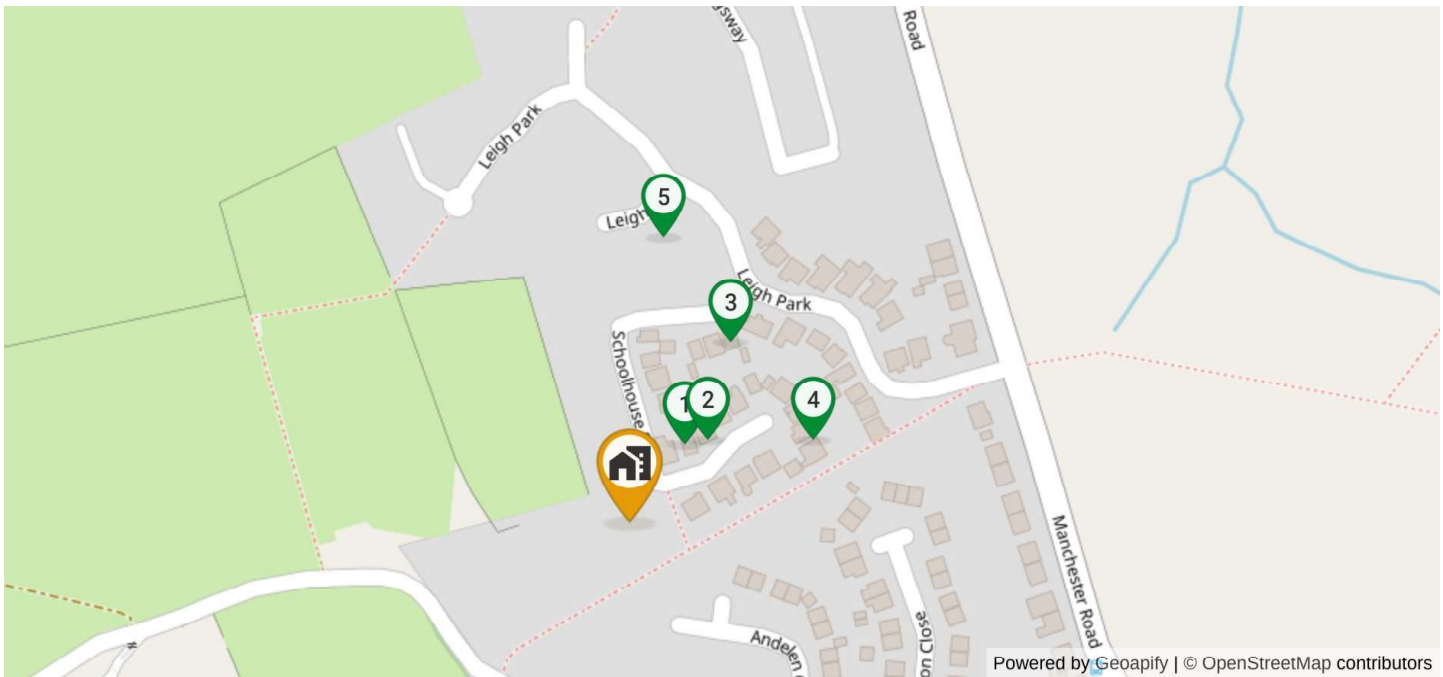 gsway
Road
Leigh Park
5
Leigh
Leigh Park
3
Schoolhouse
1
2
4
Manchester Road
Andelen
on Close
Powered by Geoapify | © OpenStreetMap contributors